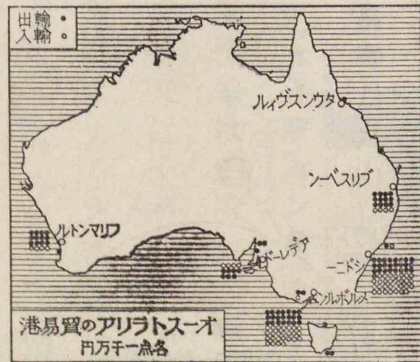 • 輸出
○ 輸入
タウンスヴィル
ブリスベーン
フリマントル
アデレード
シドニー
メルボルン
オーストラリアの貿易港
各点一千万円